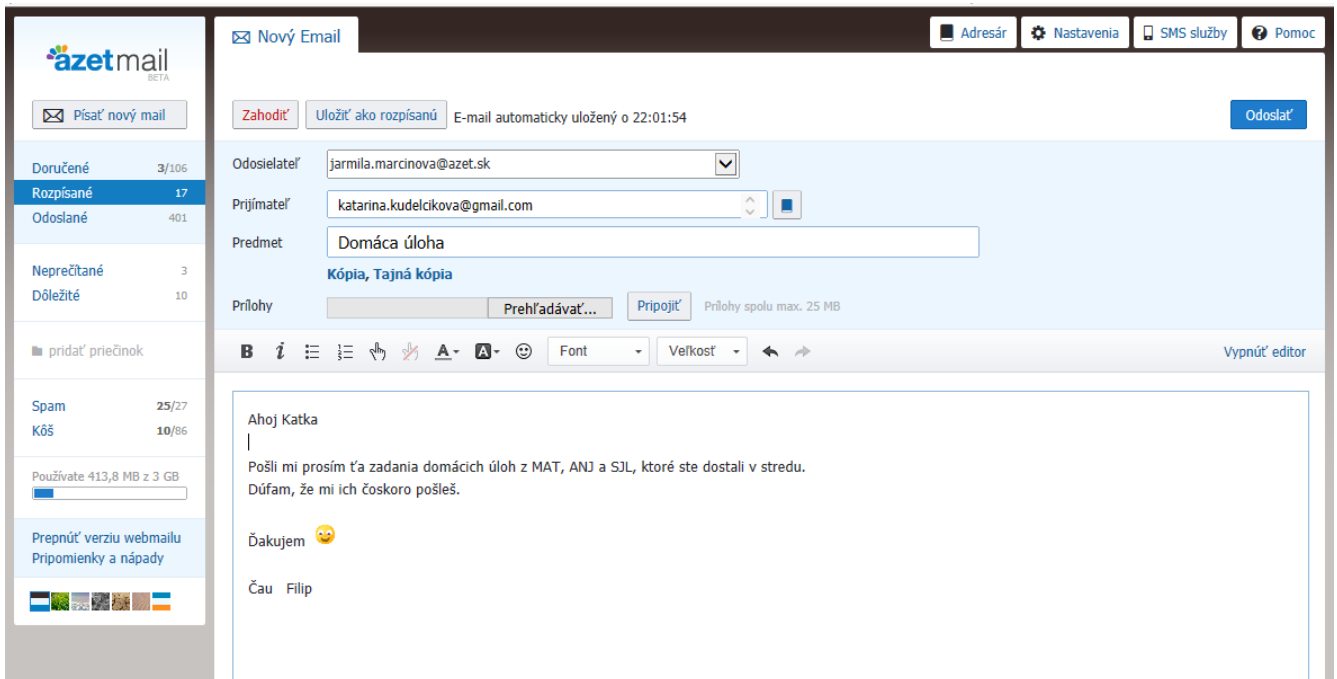 azetmail
BETA
Písať nový mail
Doručené 3/106
Rozpísané 17
Odoslané 401
Neprečítané 3
Dôležité 10
pridať priečinok
Spam 25/27
Kôš 10/86
Používate 413,8 MB z 3 GB
Prepnúť verziu webmailu
Pripomienky a nápady
Nový Email
Adresár Nastavenia SMS služby Pomoc
Zahodiť Uložiť ako rozpísanú E-mail automaticky uložený o 22:01:54 Odoslať
Odosielateľ jarmila.marcinova@azet.sk
Prijímateľ katarina.kudelcikova@gmail.com
Predmet Domáca úloha
Kópia, Tajná kópia
Prílohy Prehľadávať... Pripojiť Prílohy spolu max. 25 MB
B i A A Font Veľkosť Vypnúť editor
Ahoj Katka
Pošli mi prosím ťa zadania domácich úloh z MAT, ANJ a SJL, ktoré ste dostali v stredu.
Dúfam, že mi ich čoskoro pošleš.
Ďakujem
Čau Filip